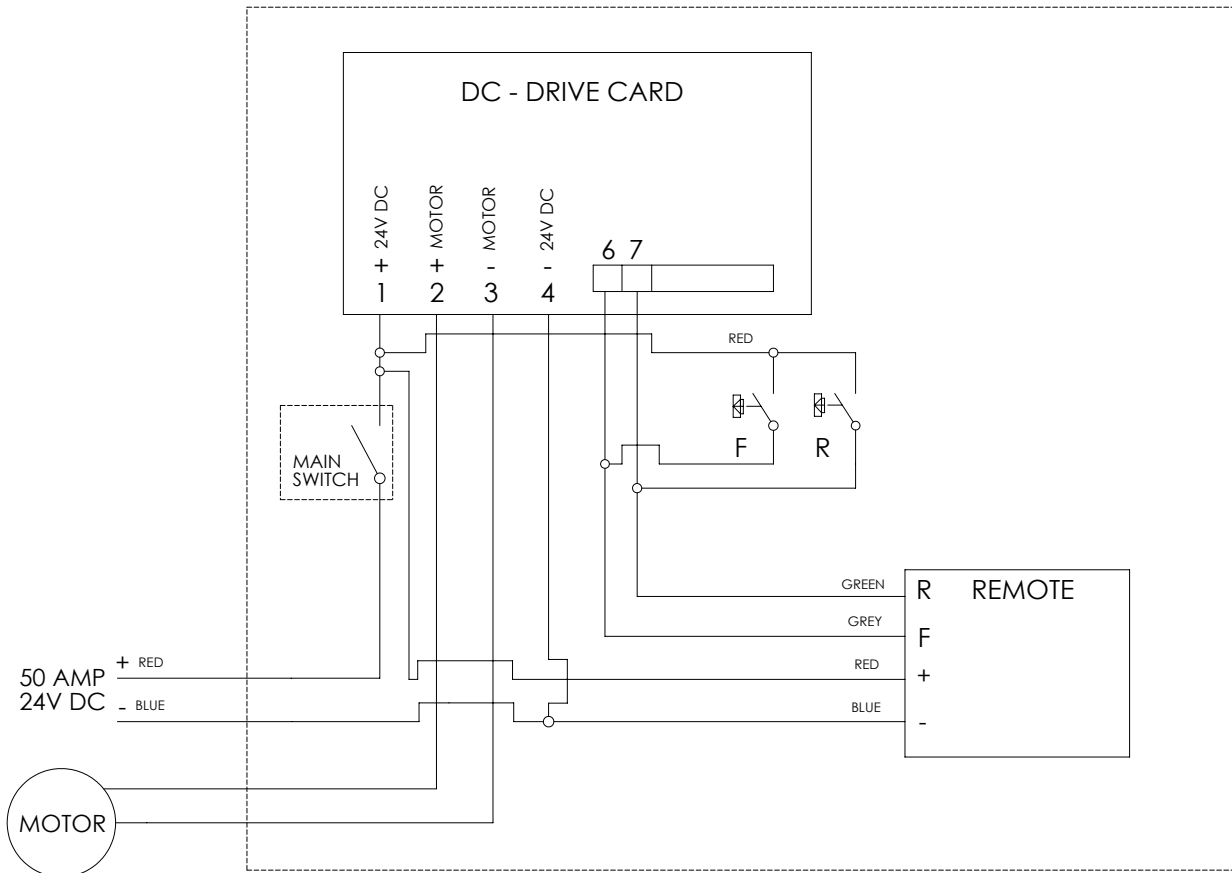 DC - DRIVE CARD
+ 24V DC
+ MOTOR
- MOTOR
- 24V DC
1 2 3 4
6 7
RED
F R
MAIN
SWITCH
GREEN
R REMOTE
GREY
F
RED
+
BLUE
-
50 AMP
24V DC
+ RED
- BLUE
MOTOR